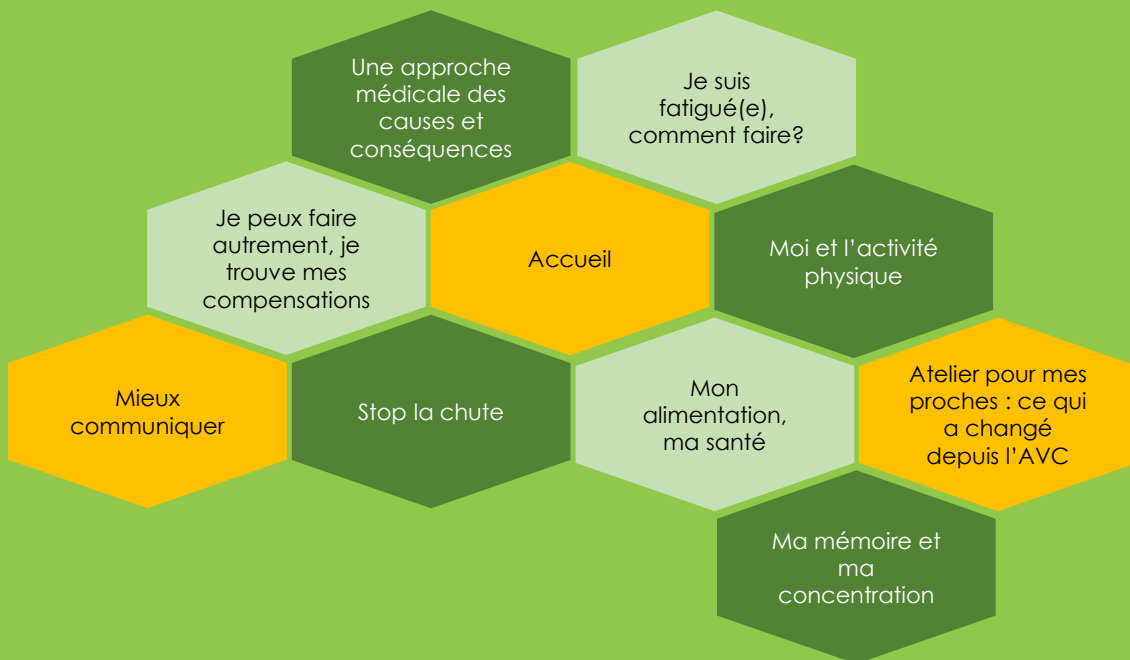 Une approche
médicale des
causes et
conséquences
Je suis
fatigué(e),
comment faire?
Je peux faire
autrement, je
trouve mes
compensations
Accueil
Moi et l’activité
physique
Mieux
communiquer
Stop la chute
Mon
alimentation,
ma santé
Atelier pour mes
proches : ce qui
a changé
depuis l’AVC
Ma mémoire et
ma
concentration